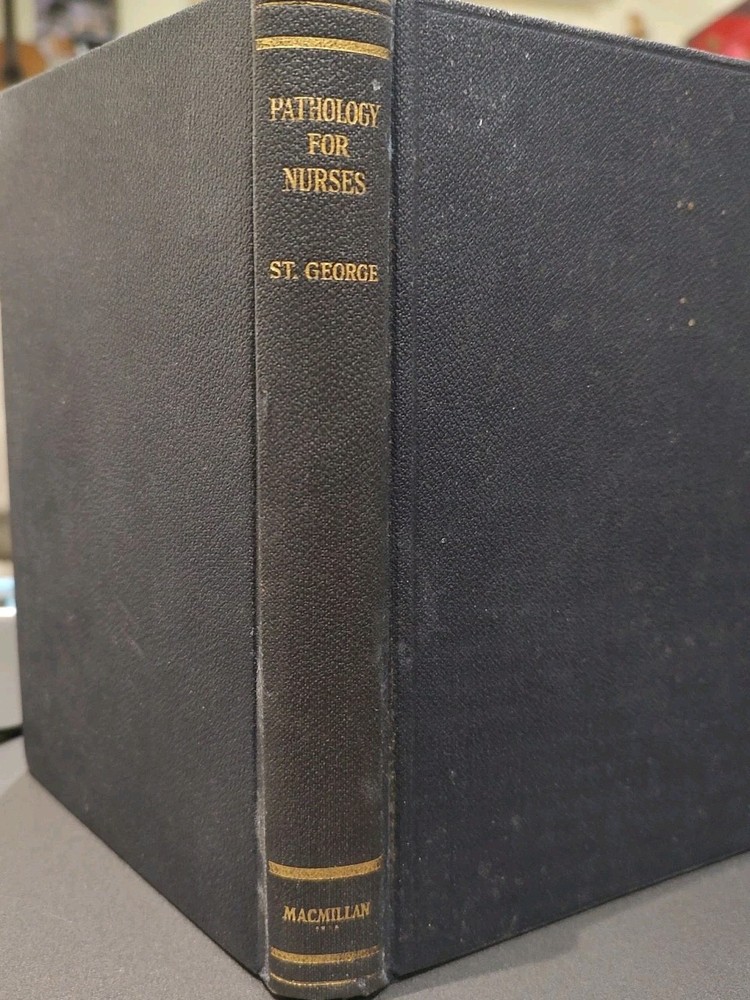 PATHOLOGY
FOR
NURSES
ST. GEORGE
MACMILLAN